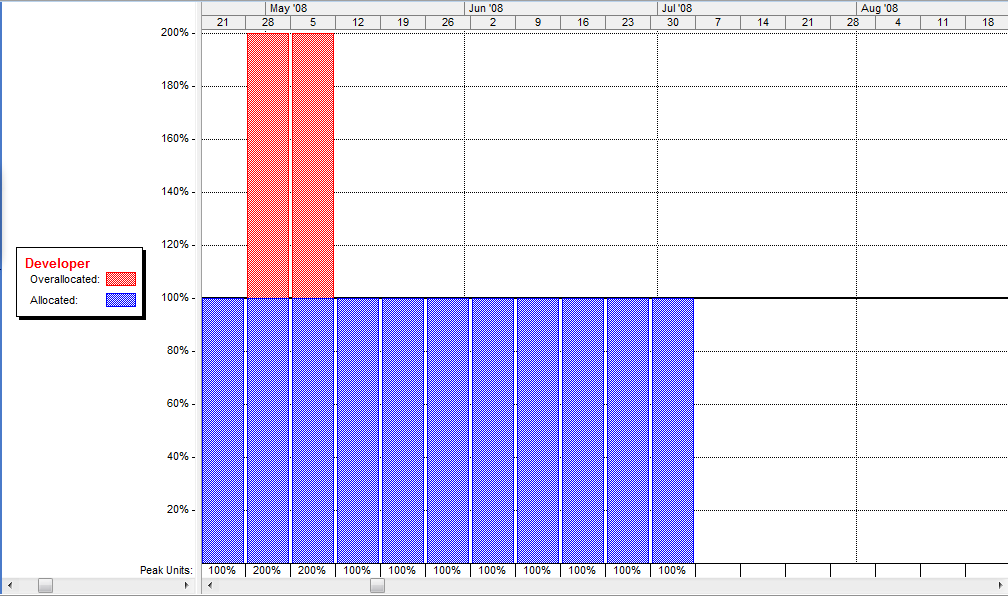 May '08 Jun '08 Jul '08 Aug '08
21 28 5 12 19 26 2 9 16 23 30 7 14 21 28 4 11 18
200%
180%
160%
140%
120%
100%
80%
60%
40%
20%
Developer
Overallocated:
Allocated:
Peak Units: 100% 200% 200% 100% 100% 100% 100% 100% 100% 100% 100%